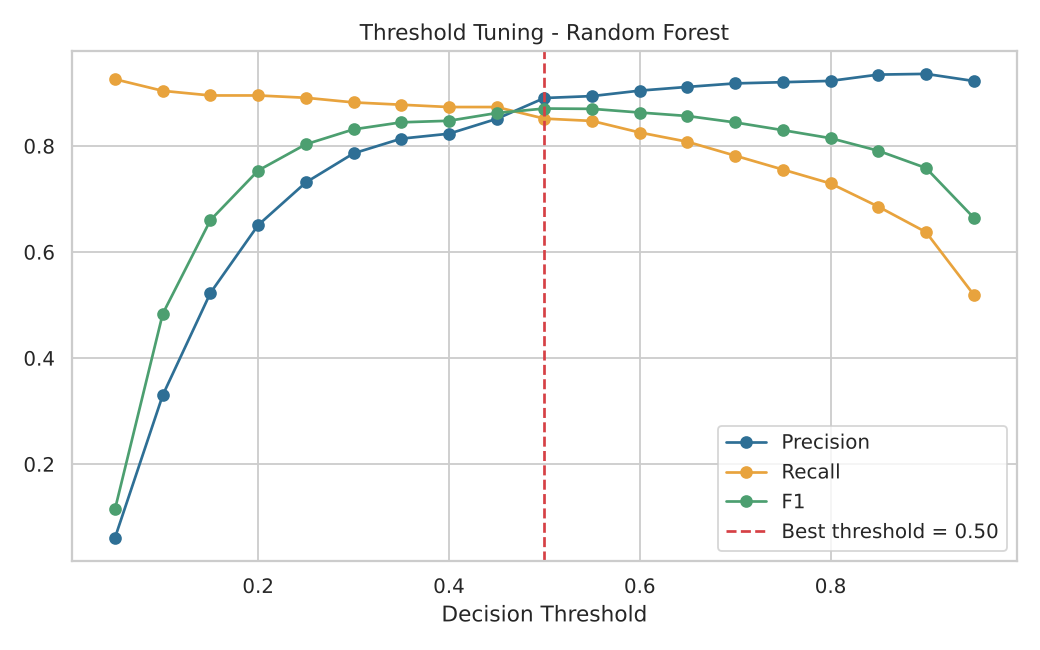 Threshold Tuning - Random Forest
0.8
0.6
0.4
0.2
Precision
Recall
F1
Best threshold = 0.50
0.2 0.4 0.6 0.8
Decision Threshold